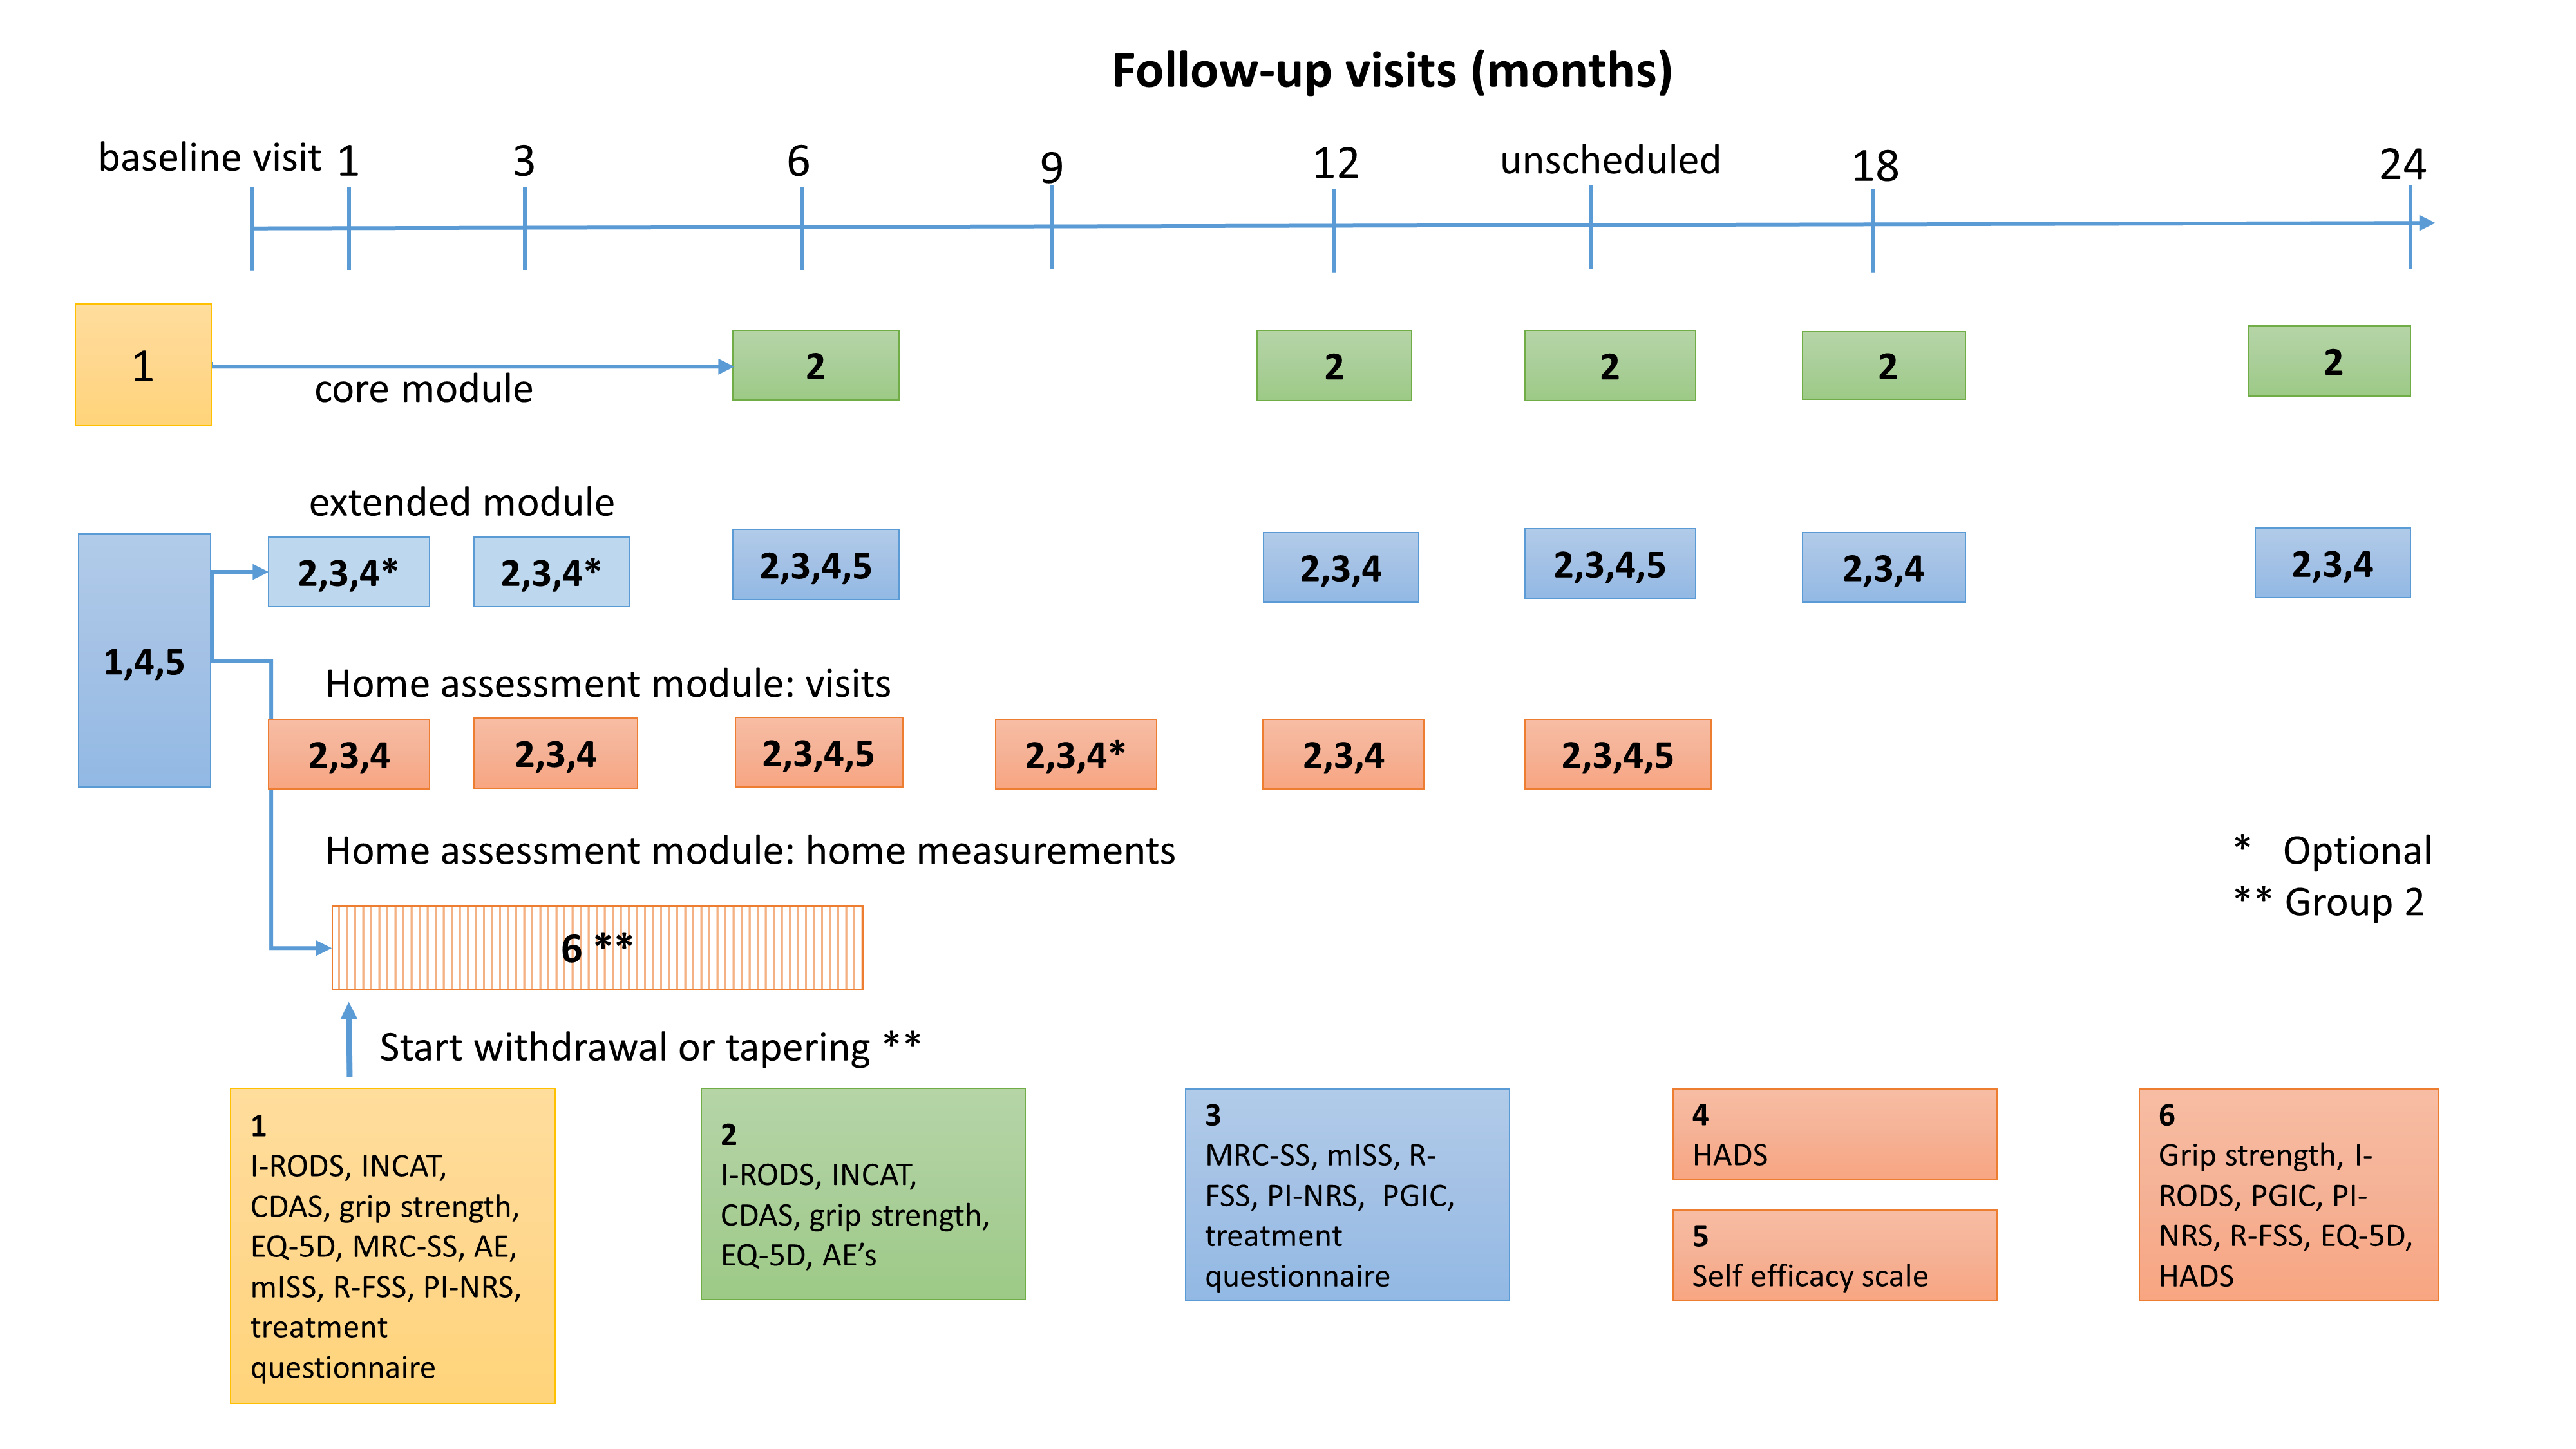 Follow-up visits (months)
baseline visit 1 3 6 9 12 unscheduled 18 24
1
core module
2 2 2 2 2
extended module
1,4,5
2,3,4* 2,3,4* 2,3,4,5 2,3,4 2,3,4,5 2,3,4 2,3,4
Home assessment module: visits
2,3,4 2,3,4 2,3,4,5 2,3,4* 2,3,4 2,3,4,5
Home assessment module: home measurements
* Optional
** Group 2
6 **
Start withdrawal or tapering **
1
I-RODS, INCAT,
CDAS, grip strength,
EQ-5D, MRC-SS, AE,
mISS, R-FSS, PI-NRS,
treatment
questionnaire
2
I-RODS, INCAT,
CDAS, grip strength,
EQ-5D, AE’s
3
MRC-SS, mISS, R-
FSS, PI-NRS, PGIC,
treatment
questionnaire
4
HADS
5
Self efficacy scale
6
Grip strength, I-
RODS, PGIC, PI-
NRS, R-FSS, EQ-5D,
HADS